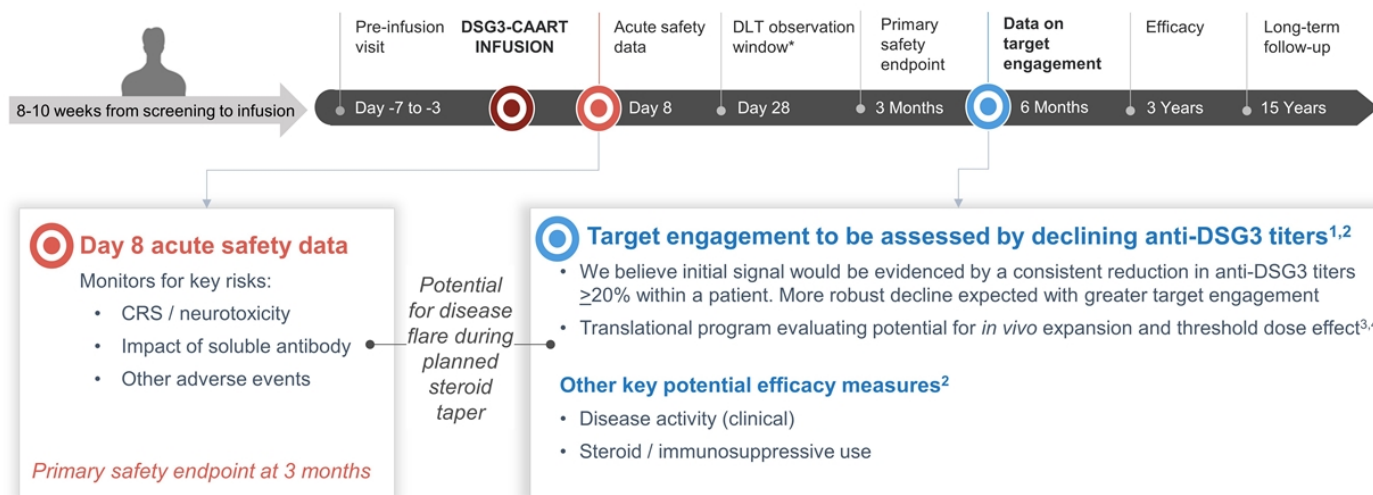 Pre-infusion visit
DSG3-CAART INFUSION
Acute safety data
DLT observation window*
Primary safety endpoint
Data on target engagement
Efficacy
Long-term follow-up
8-10 weeks from screening to infusion
Day -7 to -3
Day 8
Day 28
3 Months
6 Months
3 Years
15 Years
Day 8 acute safety data
Monitors for key risks:
• CRS / neurotoxicity
• Impact of soluble antibody
• Other adverse events
Primary safety endpoint at 3 months
Potential
for disease
flare during
planned
steroid
taper
Target engagement to be assessed by declining anti-DSG3 titers1,2
• We believe initial signal would be evidenced by a consistent reduction in anti-DSG3 titers
≥20% within a patient. More robust decline expected with greater target engagement
• Translational program evaluating potential for in vivo expansion and threshold dose effect3,
Other key potential efficacy measures2
• Disease activity (clinical)
• Steroid / immunosuppressive use